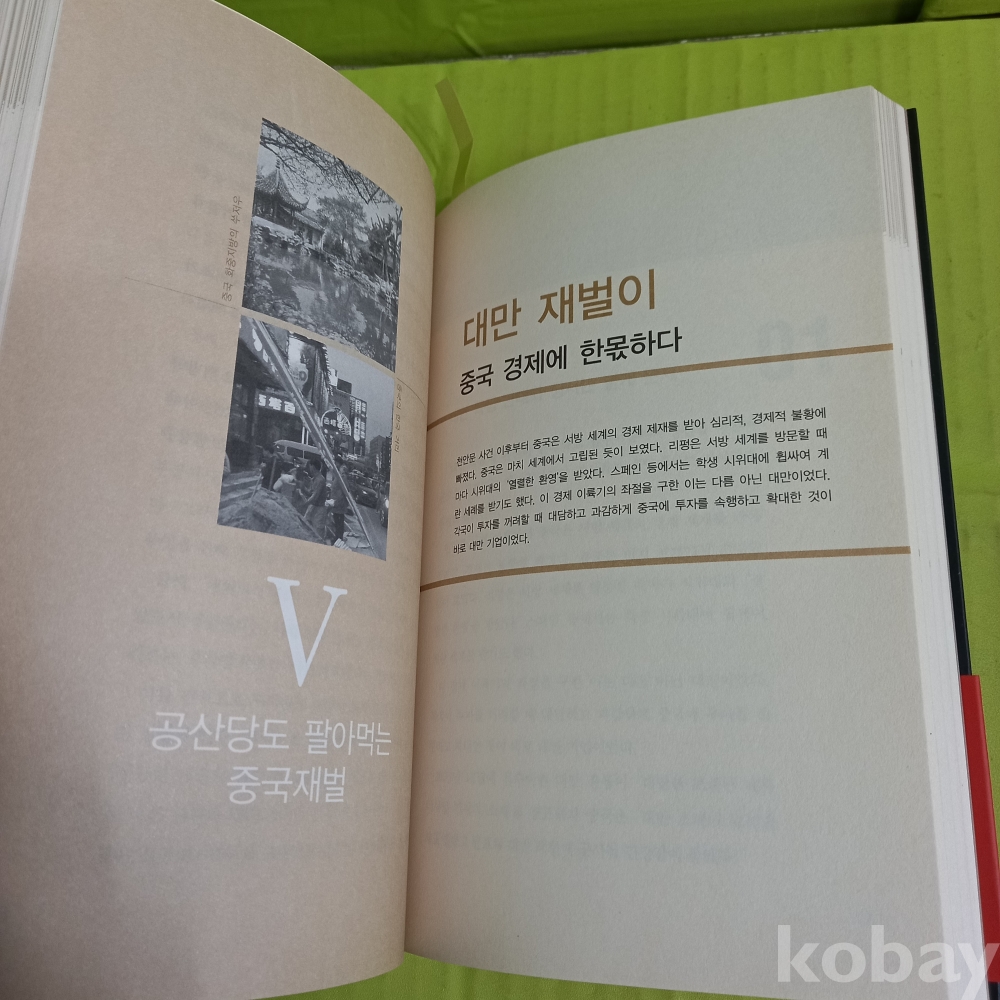 중국 화중지방의 쑤저우
V
공산당도 팔아먹는
중국재벌
대만 재벌이
중국 경제에 한몫하다
천안문 사건 이후부터 중국은 서방 세계의 경제 제재를 받아 심리적, 경제적 불황에
빠졌다. 중국은 마치 세계에서 고립된 듯이 보였다. 리펑은 서방 세계를 방문할 때
마다 시위대의 '열렬한 환영'을 받았다. 스페인 등에서는 학생 시위대에 휩싸여 계
란 세례를 받기도 했다. 이 경제 이륙기의 좌절을 구한 이는 다름 아닌 대만이었다.
각국이 투자를 꺼려할 때 대담하고 과감하게 중국에 투자를 속행하고 확대한 것이
바로 대만 기업이었다.
kobay